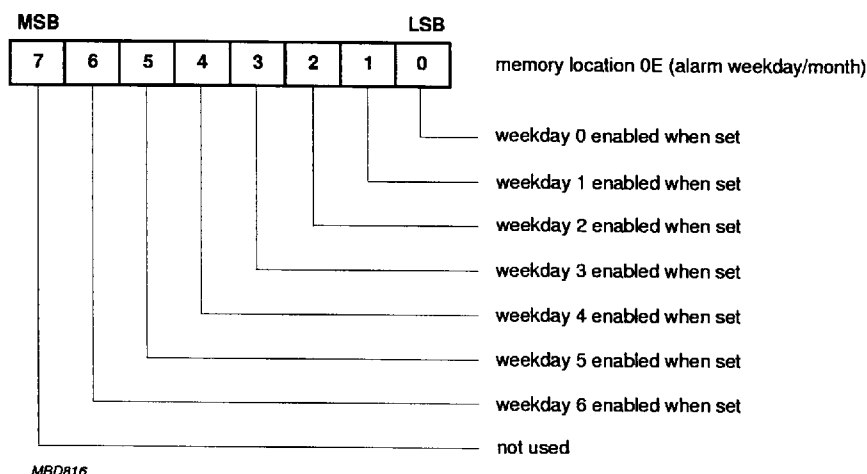 MSB LSB
7 6 5 4 3 2 1 0 memory location 0E (alarm weekday/month)
weekday 0 enabled when set
weekday 1 enabled when set
weekday 2 enabled when set
weekday 3 enabled when set
weekday 4 enabled when set
weekday 5 enabled when set
weekday 6 enabled when set
not used
MBD816